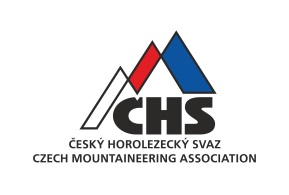 ČHS
ČESKÝ HOROLEZECKÝ SVAZ
CZECH MOUNTAINEERING ASSOCIATION